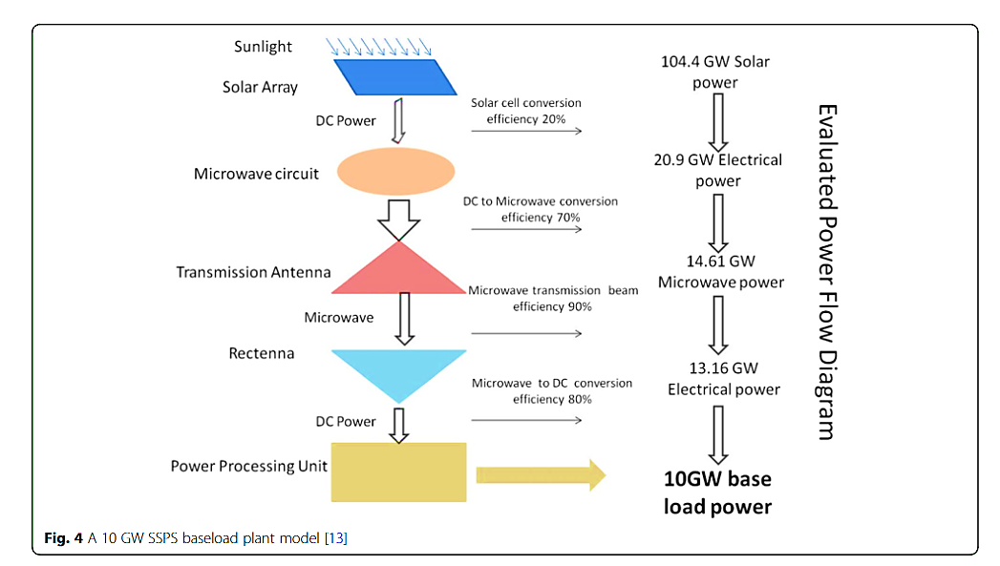 Sunlight
Solar Array
DC Power
Microwave circuit
Transmission Antenna
Microwave
Rectenna
DC Power
Power Processing Unit
Solar cell conversion
efficiency 20%
DC to Microwave conversion
efficiency 70%
Microwave transmission beam
efficiency 90%
Microwave to DC conversion
efficiency 80%
104.4 GW Solar
power
20.9 GW Electrical
power
14.61 GW
Microwave power
13.16 GW
Electrical power
10GW base
load power
Evaluated Power Flow Diagram
Fig. 4 A 10 GW SSPS baseload plant model [13]